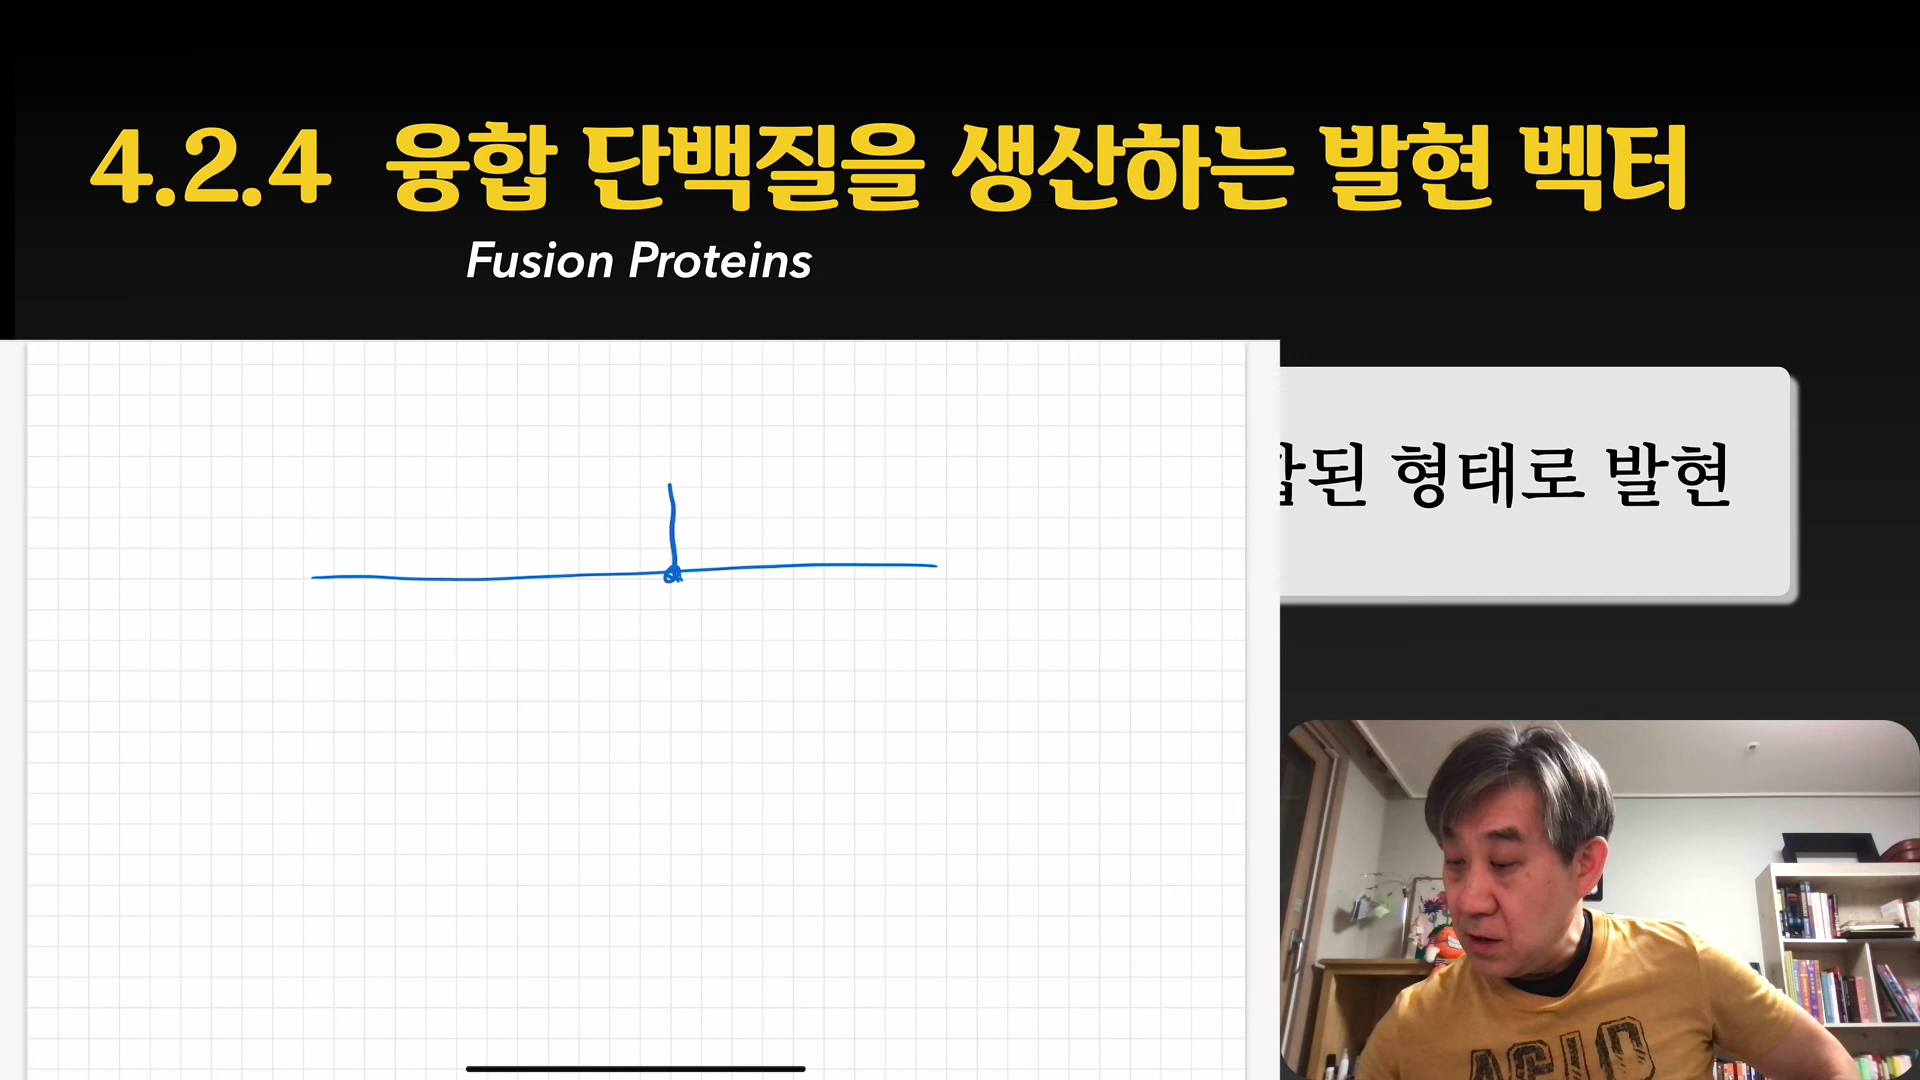 4.2.4 융합 단백질을 생산하는 발현 벡터
Fusion Proteins
된 형태로 발현